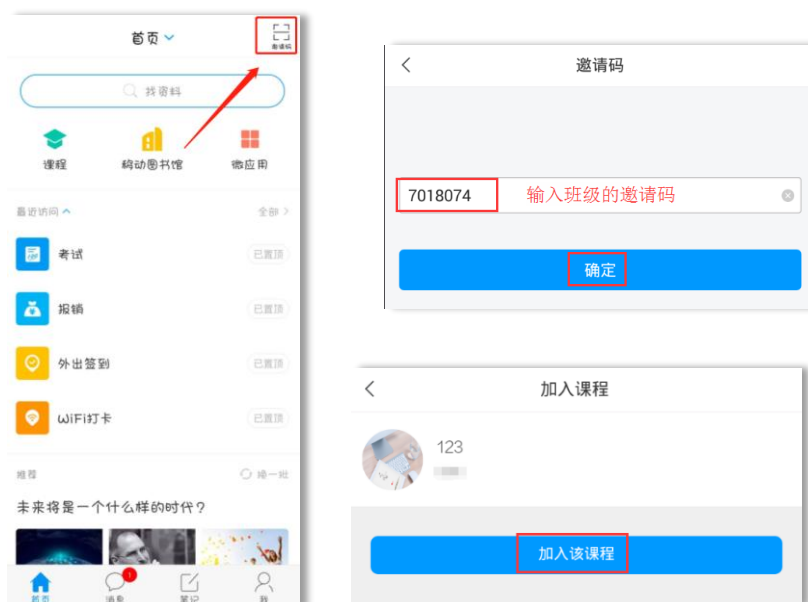 首页
邀请码
找资料
课程
移动图书馆
微应用
最近访问
全部
考试
已置顶
报销
已置顶
外出签到
已置顶
WiFi打卡
已置顶
推荐
换一批
未来将是一个什么样的时代?
1
首页
消息
笔记
我
邀请码
7018074
输入班级的邀请码
确定
加入课程
123
加入该课程